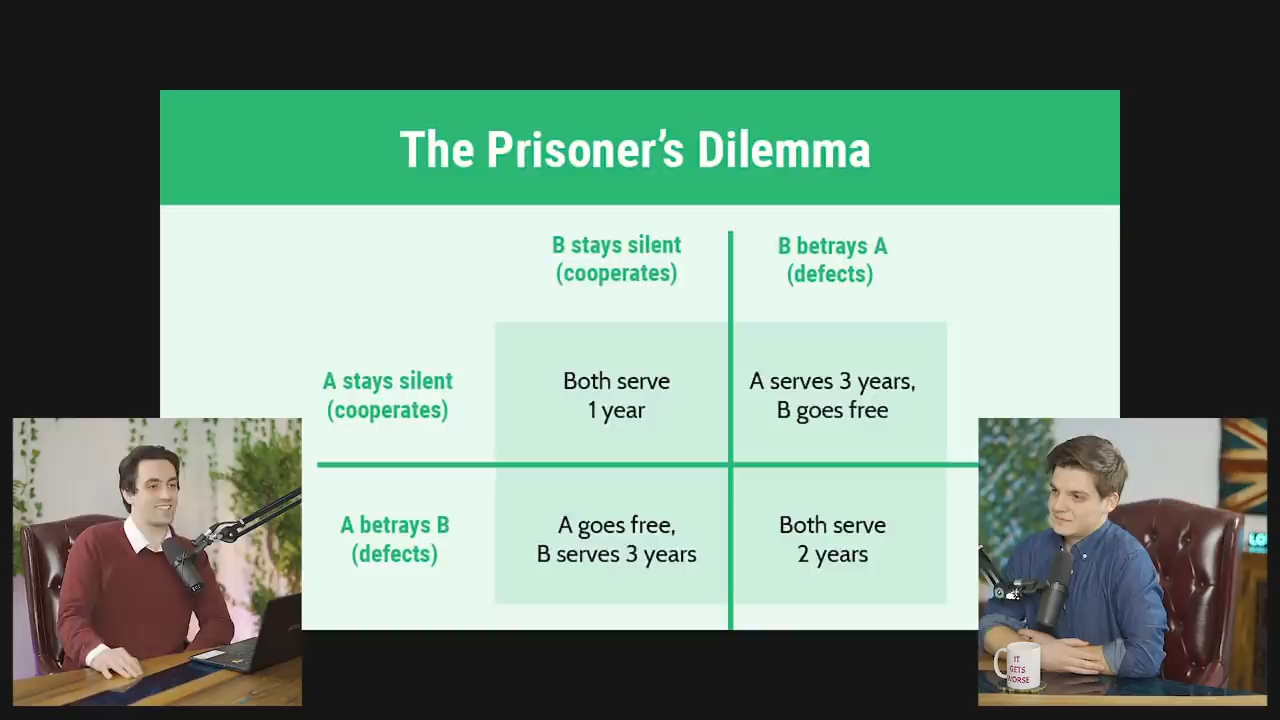 The Prisoner's Dilemma
B stays silent
(cooperates)
B betrays A
(defects)
A stays silent
(cooperates)
Both serve
1 year
A serves 3 years,
B goes free
A betrays B
(defects)
A goes free,
B serves 3 years
Both serve
2 years
IT
GETS
WORSE